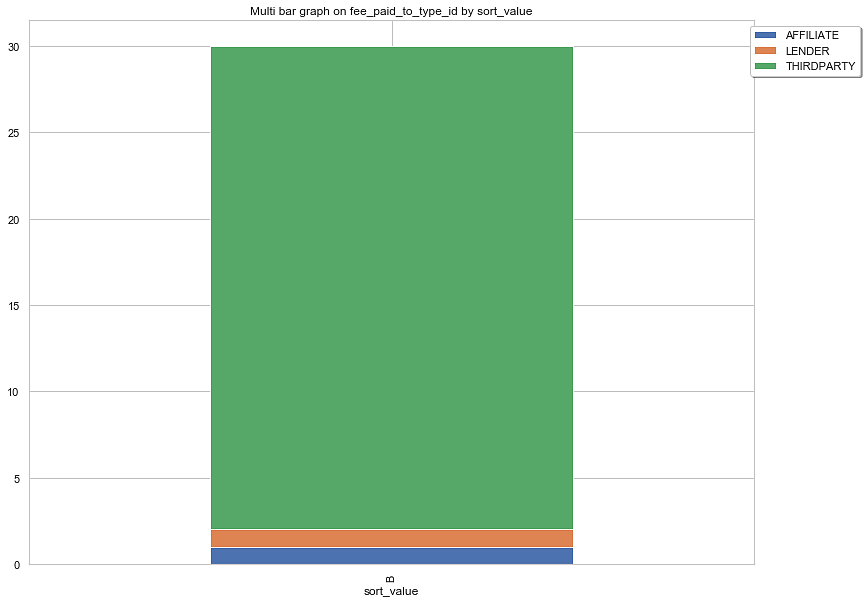 Multi bar graph on fee_paid_to_type_id by sort_value
AFFILIATE
LENDER
THIRDPARTY
30
25
20
15
10
5
0
B
sort_value